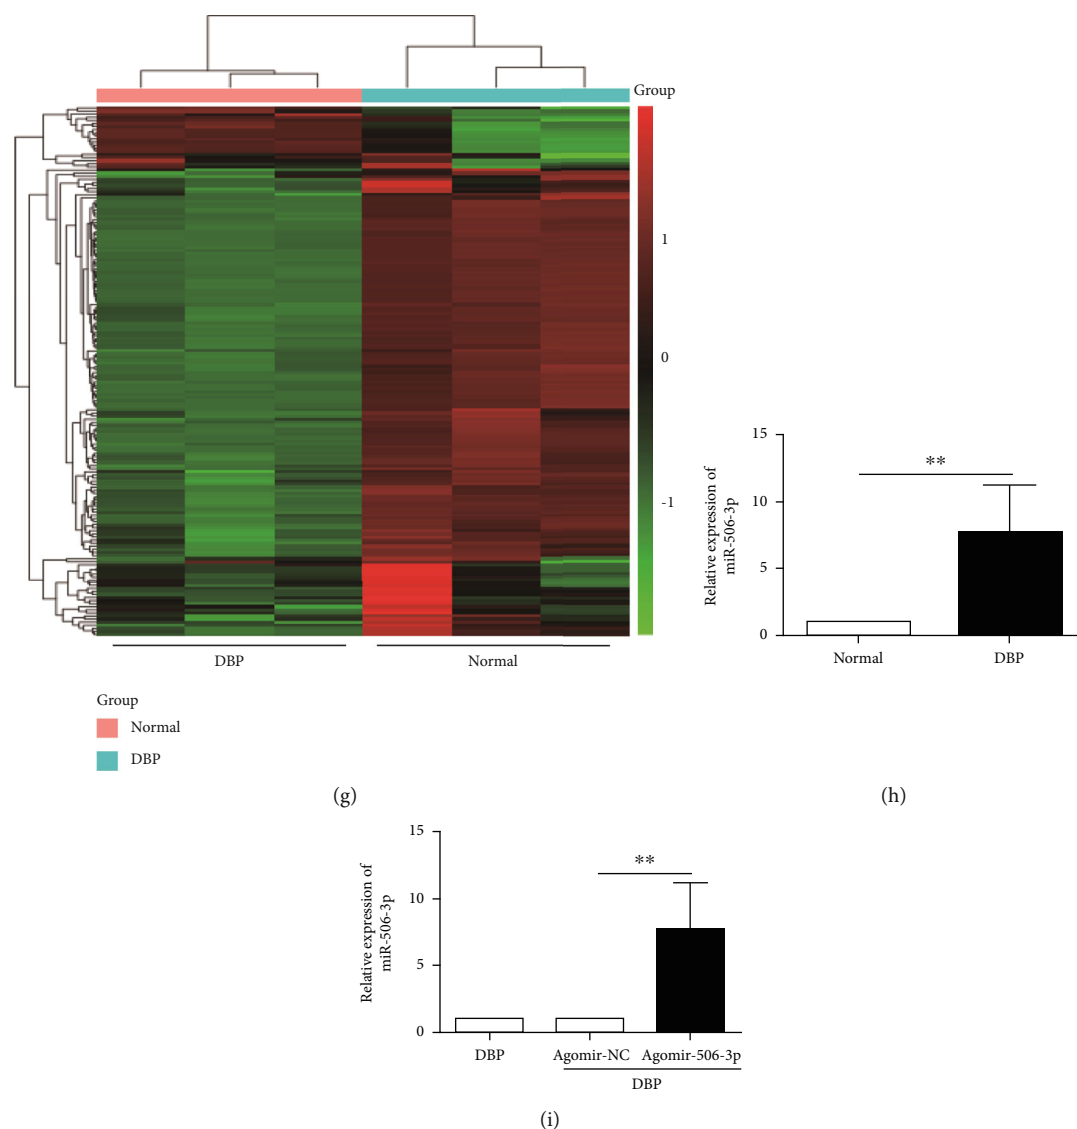 Group
1
0
-1
DBP
Normal
Group
Normal
DBP
(g)
15
10
5
0
Relative expression of
miR-506-3p
**
Normal
DBP
(h)
15
10
5
0
Relative expression of
miR-506-3p
**
DBP
Agomir-NC
Agomir-506-3p
DBP
(i)